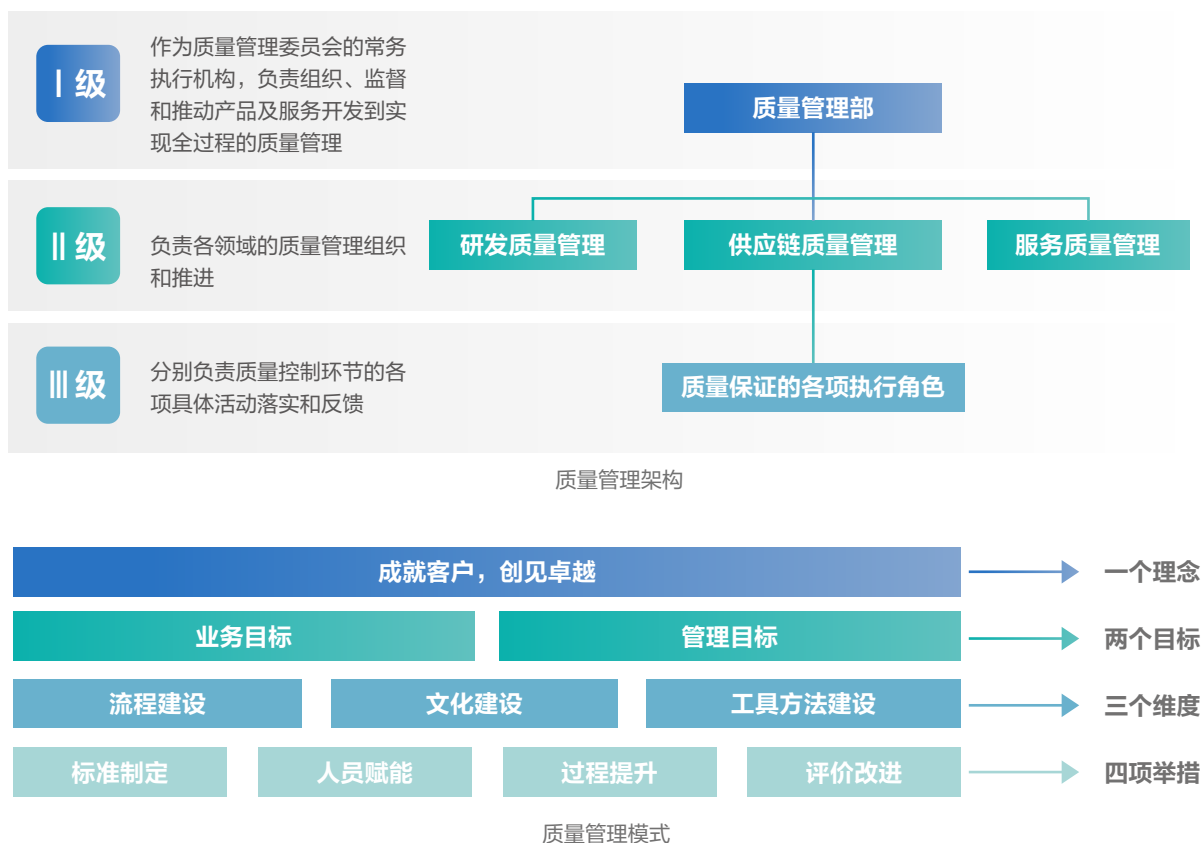 I 级
作为质量管理委员会的常务
执行机构，负责组织、监督
和推动产品及服务开发到实
现全过程的质量管理
质量管理部
II 级
负责各领域的质量管理组织
和推进
研发质量管理
供应链质量管理
服务质量管理
III 级
分别负责质量控制环节的各
项具体活动落实和反馈
质量保证的各项执行角色
质量管理架构
成就客户，创见卓越
一个理念
业务目标
管理目标
两个目标
流程建设
文化建设
工具方法建设
三个维度
标准制定
人员赋能
过程提升
评价改进
四项举措
质量管理模式